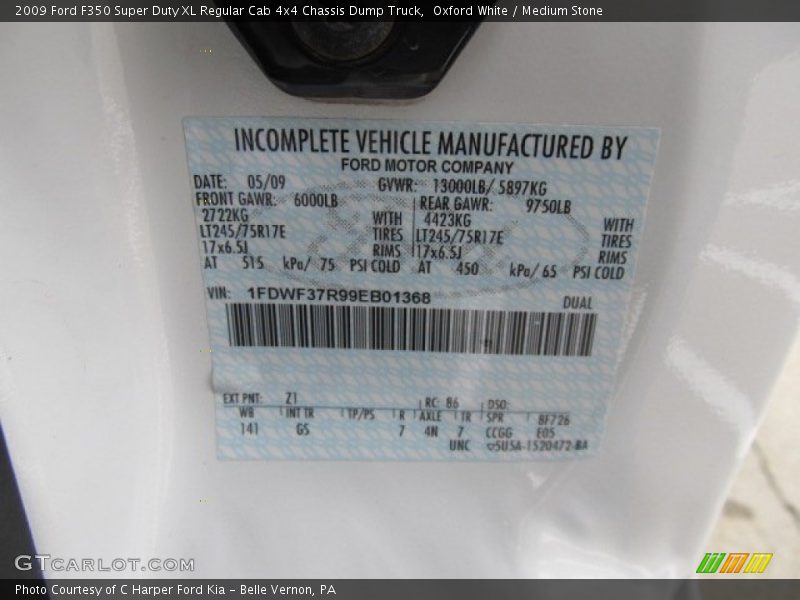 2009 Ford F350 Super Duty XL Regular Cab 4x4 Chassis Dump Truck,  Oxford White / Medium Stone
INCOMPLETE VEHICLE MANUFACTURED BY
FORD MOTOR COMPANY
DATE: 05/09 GVWR: 13000LB/ 5897KG
FRONT GAWR: 6000LB REAR GAWR: 9750LB
2722KG WITH 4423KG WITH
LT245/75R17E TIRES LT245/75R17E TIRES
17x6.5J RIMS 17x6.5J RIMS
AT 515 kPa/ 75 PSI COLD AT 450 kPa/ 65 PSI COLD
VIN: 1FDWF37R99EB01368 DUAL
EXT PNT: Z1 RC: 86 DSO:
WB INT TR TP/PS R AXLE TR SPR 8F726
141 GS 7 4N 7 CCGG E05
UNC 5U5A-1520472-BA
GTCARLOT.COM
Photo Courtesy of C Harper Ford Kia - Belle Vernon, PA